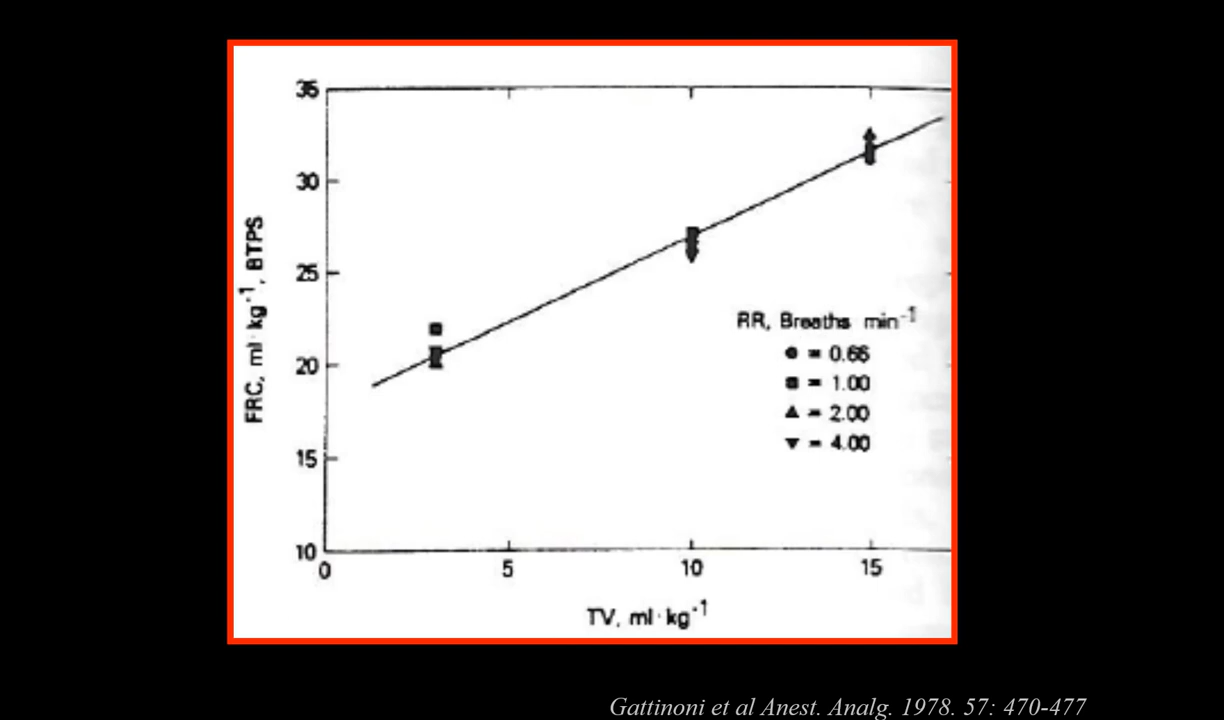 35
30
25
20
15
10
0
5
10
15
FRC, ml·kg⁻¹, BTPS
TV, ml·kg⁻¹
RR, Breaths min⁻¹
● = 0.66
■ = 1.00
▲ = 2.00
▼ = 4.00
Gattinoni et al Anest. Analg. 1978. 57: 470-477